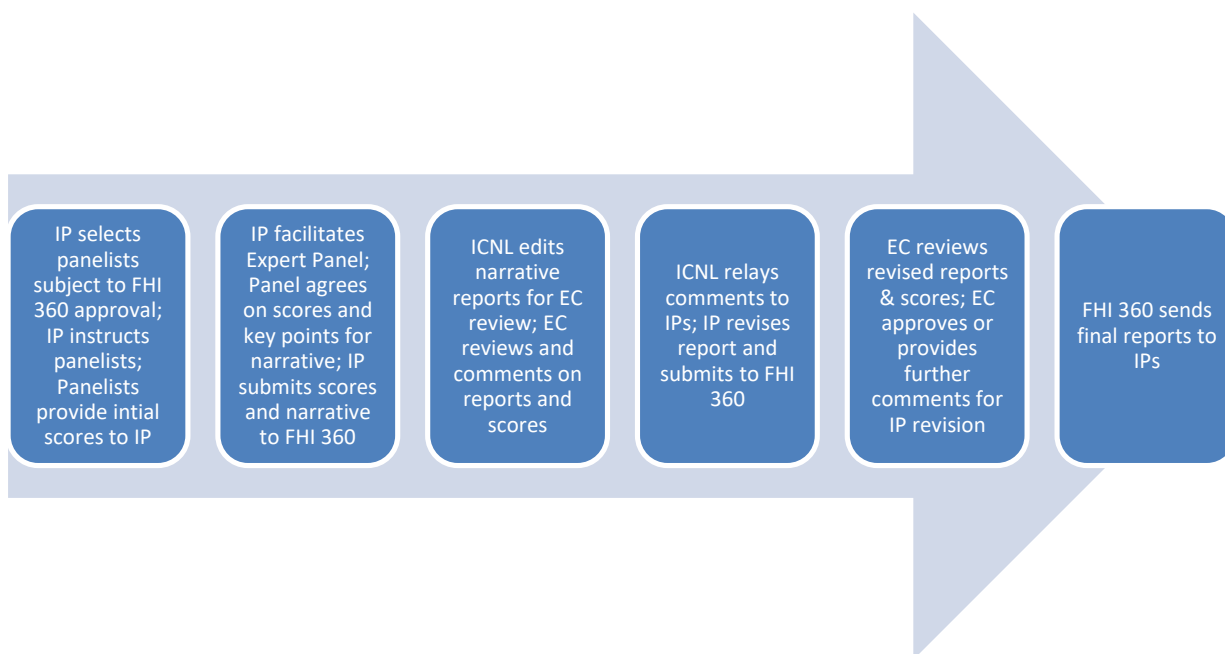 IP selects
panelists
subject to FHI
360 approval;
IP instructs
panelists;
Panelists
provide intial
scores to IP
IP facilitates
Expert Panel;
Panel agrees
on scores and
key points for
narrative; IP
submits scores
and narrative
to FHI 360
ICNL edits
narrative
reports for EC
review; EC
reviews and
comments on
reports and
scores
ICNL relays
comments to
IPs; IP revises
report and
submits to FHI
360
EC reviews
revised reports
& scores; EC
approves or
provides
further
comments for
IP revision
FHI 360 sends
final reports to
IPs